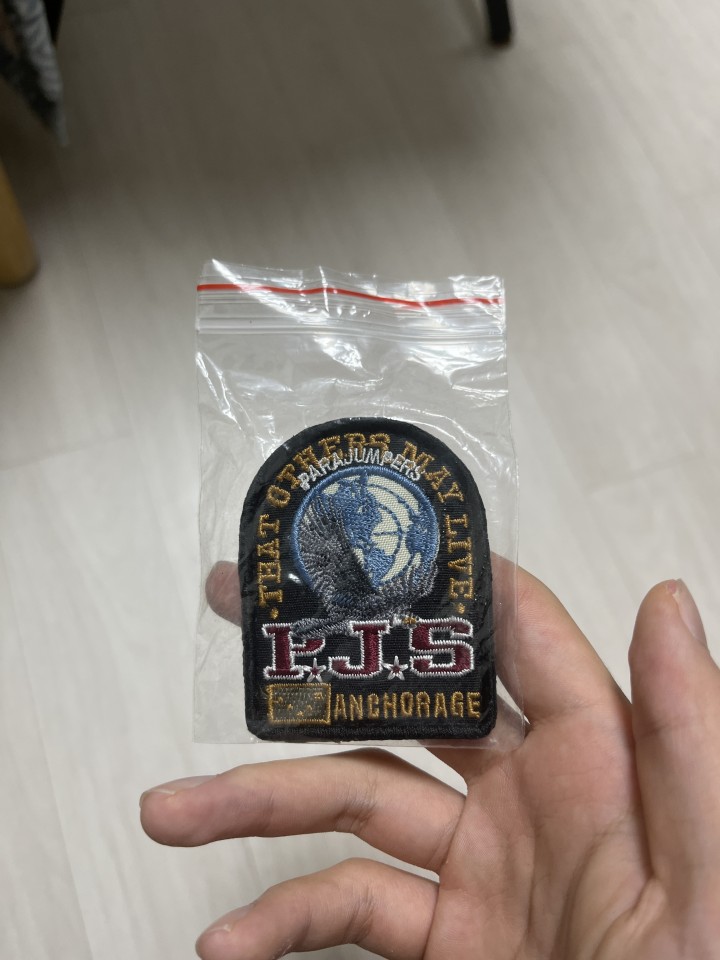 ·THAT OTHERS MAY LIVE·
PARAJUMPERS
P.J.S
ANCHORAGE